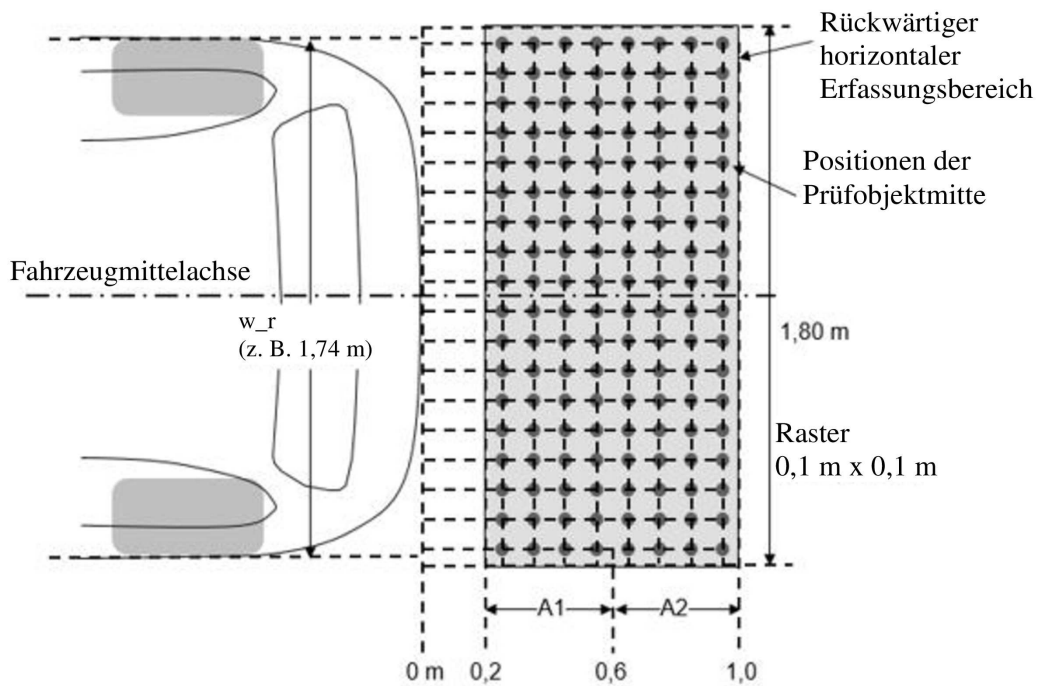 Rückwärtiger
horizontaler
Erfassungsbereich
Positionen der
Prüfobjektmitte
Fahrzeugmittelachse
w_r
(z. B. 1,74 m)
1,80 m
Raster
0,1 m x 0,1 m
A1
A2
0 m
0,2
0,6
1,0